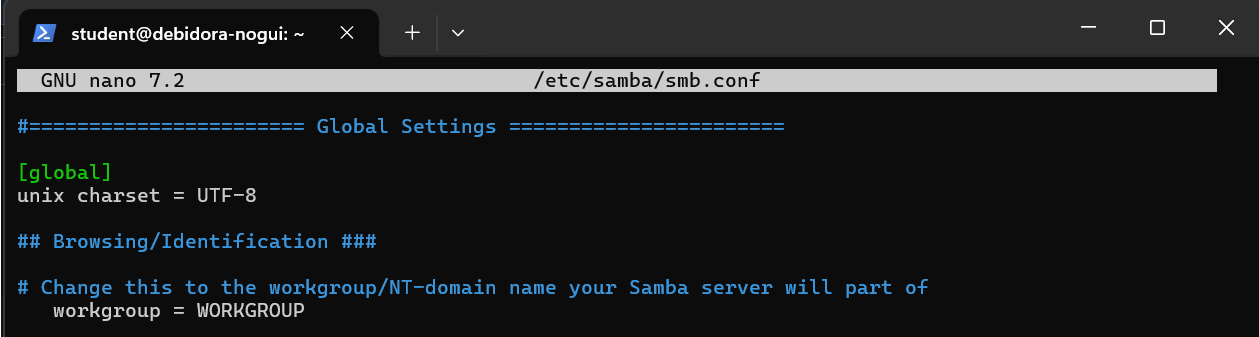 student@debidora-nogui: ~
GNU nano 7.2 /etc/samba/smb.conf
#======================= Global Settings =======================
[global]
unix charset = UTF-8
## Browsing/Identification ###
# Change this to the workgroup/NT-domain name your Samba server will part of
workgroup = WORKGROUP